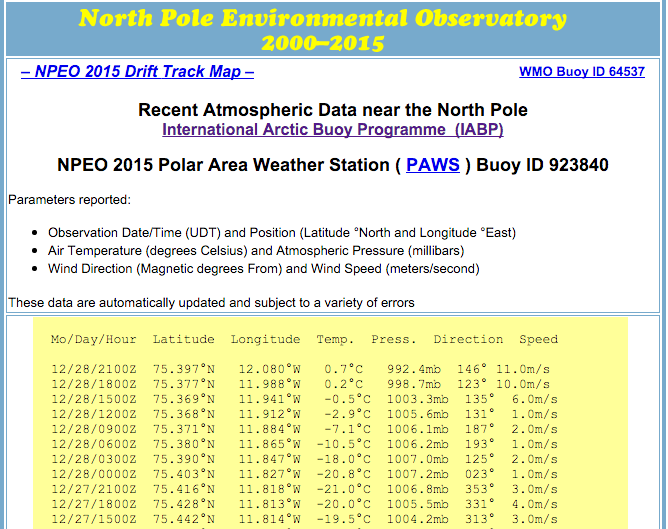 North Pole Environmental Observatory
2000–2015
– NPEO 2015 Drift Track Map –
WMO Buoy ID 64537
Recent Atmospheric Data near the North Pole
International Arctic Buoy Programme (IABP)
NPEO 2015 Polar Area Weather Station ( PAWS ) Buoy ID 923840
Parameters reported:
• Observation Date/Time (UDT) and Position (Latitude °North and Longitude °East)
• Air Temperature (degrees Celsius) and Atmospheric Pressure (millibars)
• Wind Direction (Magnetic degrees From) and Wind Speed (meters/second)
These data are automatically updated and subject to a variety of errors
Mo/Day/Hour Latitude Longitude Temp. Press. Direction Speed
12/28/2100Z 75.397°N 12.080°W 0.7°C 992.4mb 146° 11.0m/s
12/28/1800Z 75.377°N 11.988°W 0.2°C 998.7mb 123° 10.0m/s
12/28/1500Z 75.369°N 11.941°W -0.5°C 1003.3mb 135° 6.0m/s
12/28/1200Z 75.368°N 11.912°W -2.9°C 1005.6mb 131° 1.0m/s
12/28/0900Z 75.371°N 11.884°W -7.1°C 1006.1mb 187° 2.0m/s
12/28/0600Z 75.380°N 11.865°W -10.5°C 1006.2mb 193° 1.0m/s
12/28/0300Z 75.390°N 11.847°W -18.0°C 1007.0mb 125° 2.0m/s
12/28/0000Z 75.403°N 11.827°W -20.8°C 1007.2mb 023° 1.0m/s
12/27/2100Z 75.416°N 11.818°W -21.0°C 1006.8mb 353° 3.0m/s
12/27/1800Z 75.428°N 11.813°W -20.0°C 1005.5mb 331° 4.0m/s
12/27/1500Z 75.442°N 11.814°W -19.5°C 1004.2mb 313° 3.0m/s